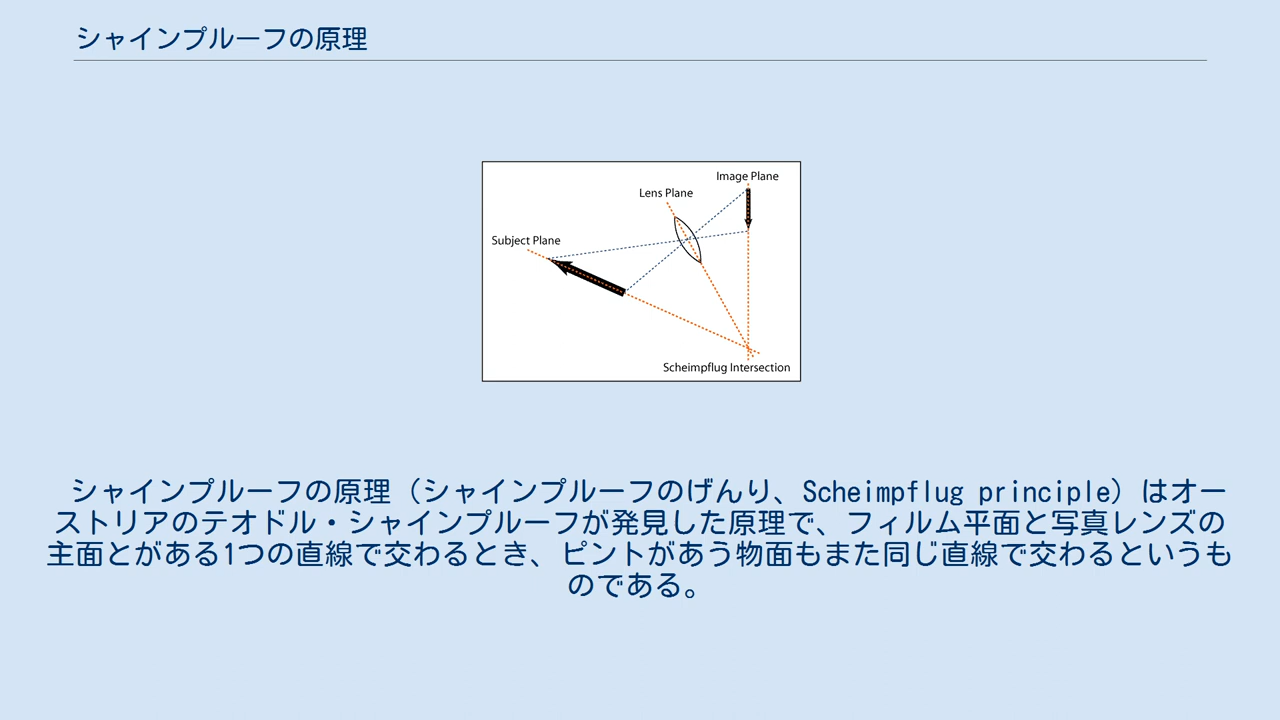 シャインプルーフの原理
Image Plane
Lens Plane
Subject Plane
Scheimpflug Intersection
シャインプルーフの原理（シャインプルーフのげんり、Scheimpflug principle）はオー
ストリアのテオドル・シャインプルーフが発見した原理で、フィルム平面と写真レンズの
主面とがある1つの直線で交わるとき、ピントがあう物面もまた同じ直線で交わるというも
のである。